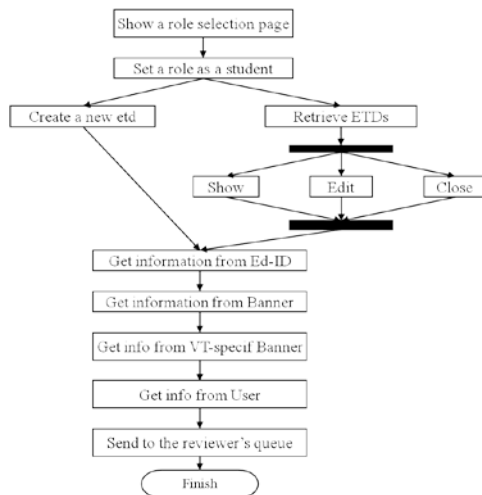 Show a role selection page
Set a role as a student
Create a new etd
Retrieve ETDs
Show
Edit
Close
Get information from Ed-ID
Get information from Banner
Get info from VT-specif Banner
Get info from User
Send to the reviewer's queue
Finish